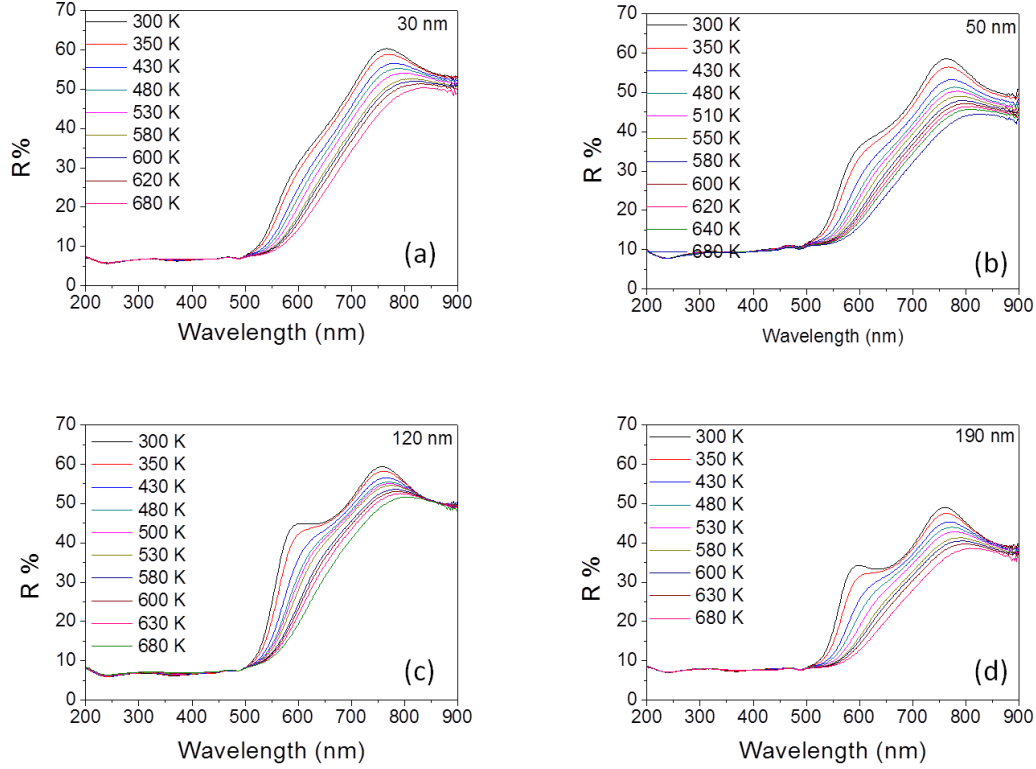 70
60
50
40
30
20
10
0
R %
300 K
350 K
430 K
480 K
530 K
580 K
600 K
620 K
680 K
30 nm
(a)
200 300 400 500 600 700 800 900
Wavelength (nm)
70
60
50
40
30
20
10
0
R %
300 K
350 K
430 K
480 K
510 K
550 K
580 K
600 K
620 K
640 K
680 K
50 nm
(b)
200 300 400 500 600 700 800 900
Wavelength (nm)
70
60
50
40
30
20
10
0
R %
300 K
350 K
430 K
480 K
500 K
530 K
580 K
600 K
630 K
680 K
120 nm
(c)
200 300 400 500 600 700 800 900
Wavelength (nm)
70
60
50
40
30
20
10
0
R %
300 K
350 K
430 K
480 K
530 K
580 K
600 K
630 K
680 K
190 nm
(d)
200 300 400 500 600 700 800 900
Wavelength (nm)